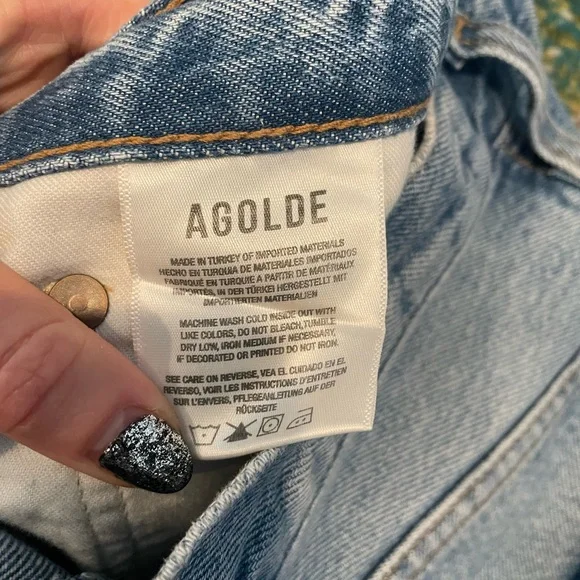 AGOLDE
MADE IN TURKEY OF IMPORTED MATERIALS
HECHO EN TURQUIA DE MATERIALES IMPORTADOS
FABRIQUÉ EN TURQUIE A PARTIR DE MATÉRIAUX
IMPORTÉS, IN DER TÜRKEI HERGESTELLT MIT
IMPORTIERTEN MATERIALIEN
MACHINE WASH COLD INSIDE OUT WITH
LIKE COLORS, DO NOT BLEACH, TUMBLE
DRY LOW, IRON MEDIUM IF NECESSARY,
IF DECORATED OR PRINTED DO NOT IRON.
SEE CARE ON REVERSE, VEA EL CUIDADO EN EL
REVERSO, VOIR LES INSTRUCTIONS D'ENTRETIEN
SUR L'ENVERS, PFLEGEANLEITUNG AUF DER
RÜCKSEITE